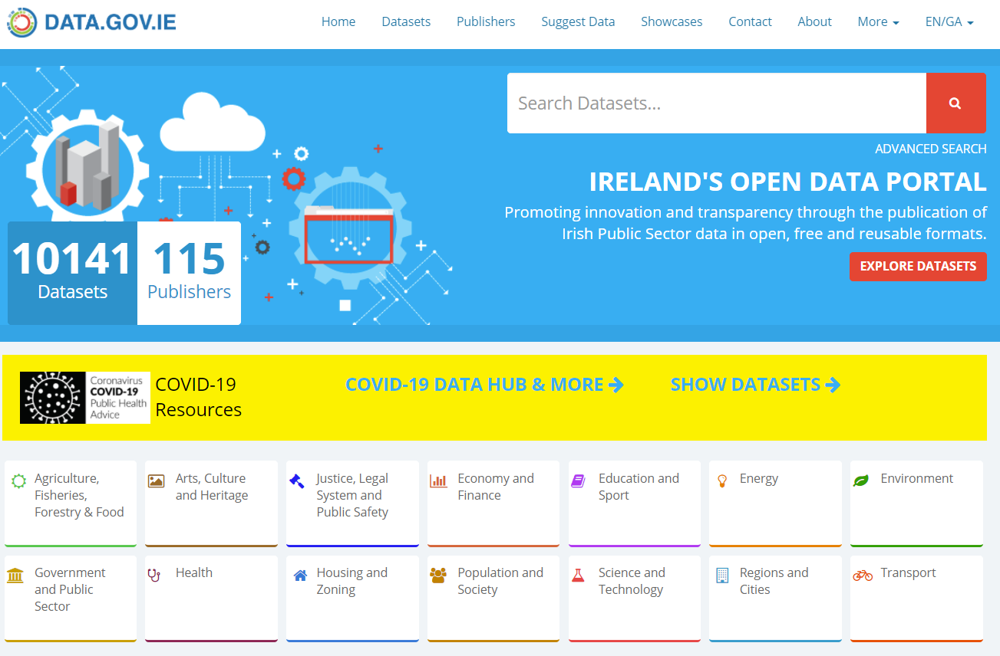 DATA.GOV.IE
Home Datasets Publishers Suggest Data Showcases Contact About More EN/GA
Search Datasets...
ADVANCED SEARCH
IRELAND'S OPEN DATA PORTAL
Promoting innovation and transparency through the publication of
Irish Public Sector data in open, free and reusable formats.
EXPLORE DATASETS
10141
Datasets
115
Publishers
Coronavirus
COVID-19
Public Health
Advice
COVID-19
Resources
COVID-19 DATA HUB & MORE
SHOW DATASETS
Agriculture,
Fisheries,
Forestry & Food
Arts, Culture
and Heritage
Justice, Legal
System and
Public Safety
Economy and
Finance
Education and
Sport
Energy
Environment
Government
and Public
Sector
Health
Housing and
Zoning
Population and
Society
Science and
Technology
Regions and
Cities
Transport